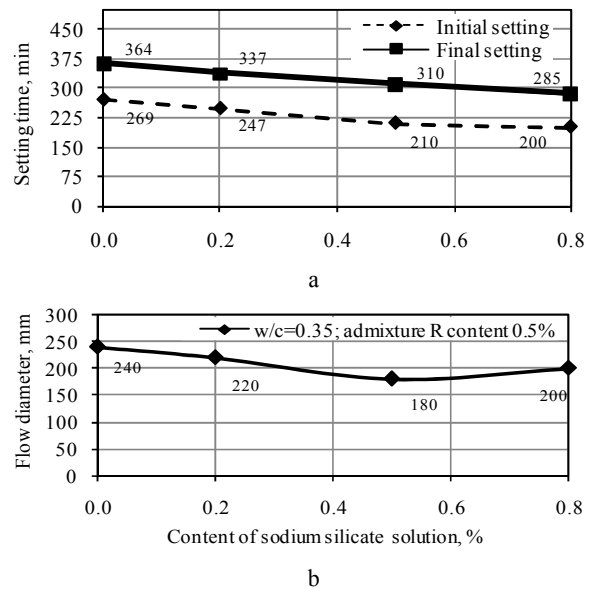 450
375
300
225
150
75
0
Setting time, min
Initial setting
Final setting
364
337
310
285
269
247
210
200
0.0 0.2 0.4 0.6 0.8
a
300
250
200
150
100
50
0
Flow diameter, mm
w/c=0.35; admixture R content 0.5%
240
220
180
200
0.0 0.2 0.4 0.6 0.8
Content of sodium silicate solution, %
b